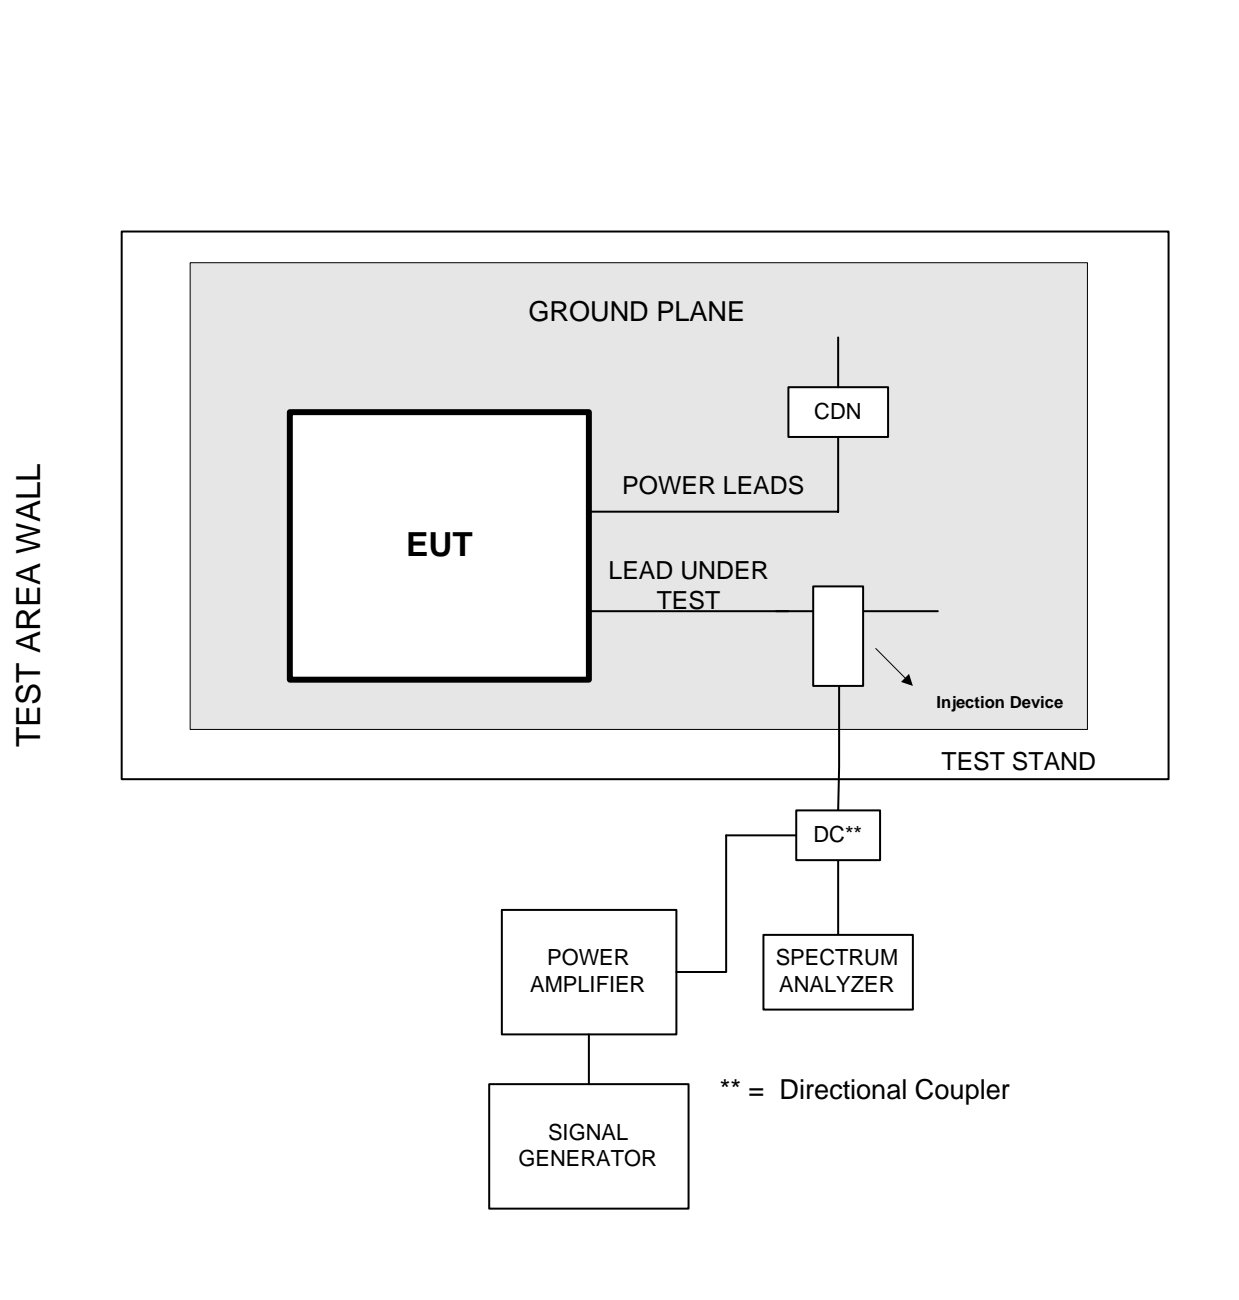 GROUND PLANE
CDN
POWER LEADS
EUT
LEAD UNDER
TEST
TEST AREA WALL
Injection Device
TEST STAND
DC**
POWER
AMPLIFIER
SPECTRUM
ANALYZER
** = Directional Coupler
SIGNAL
GENERATOR